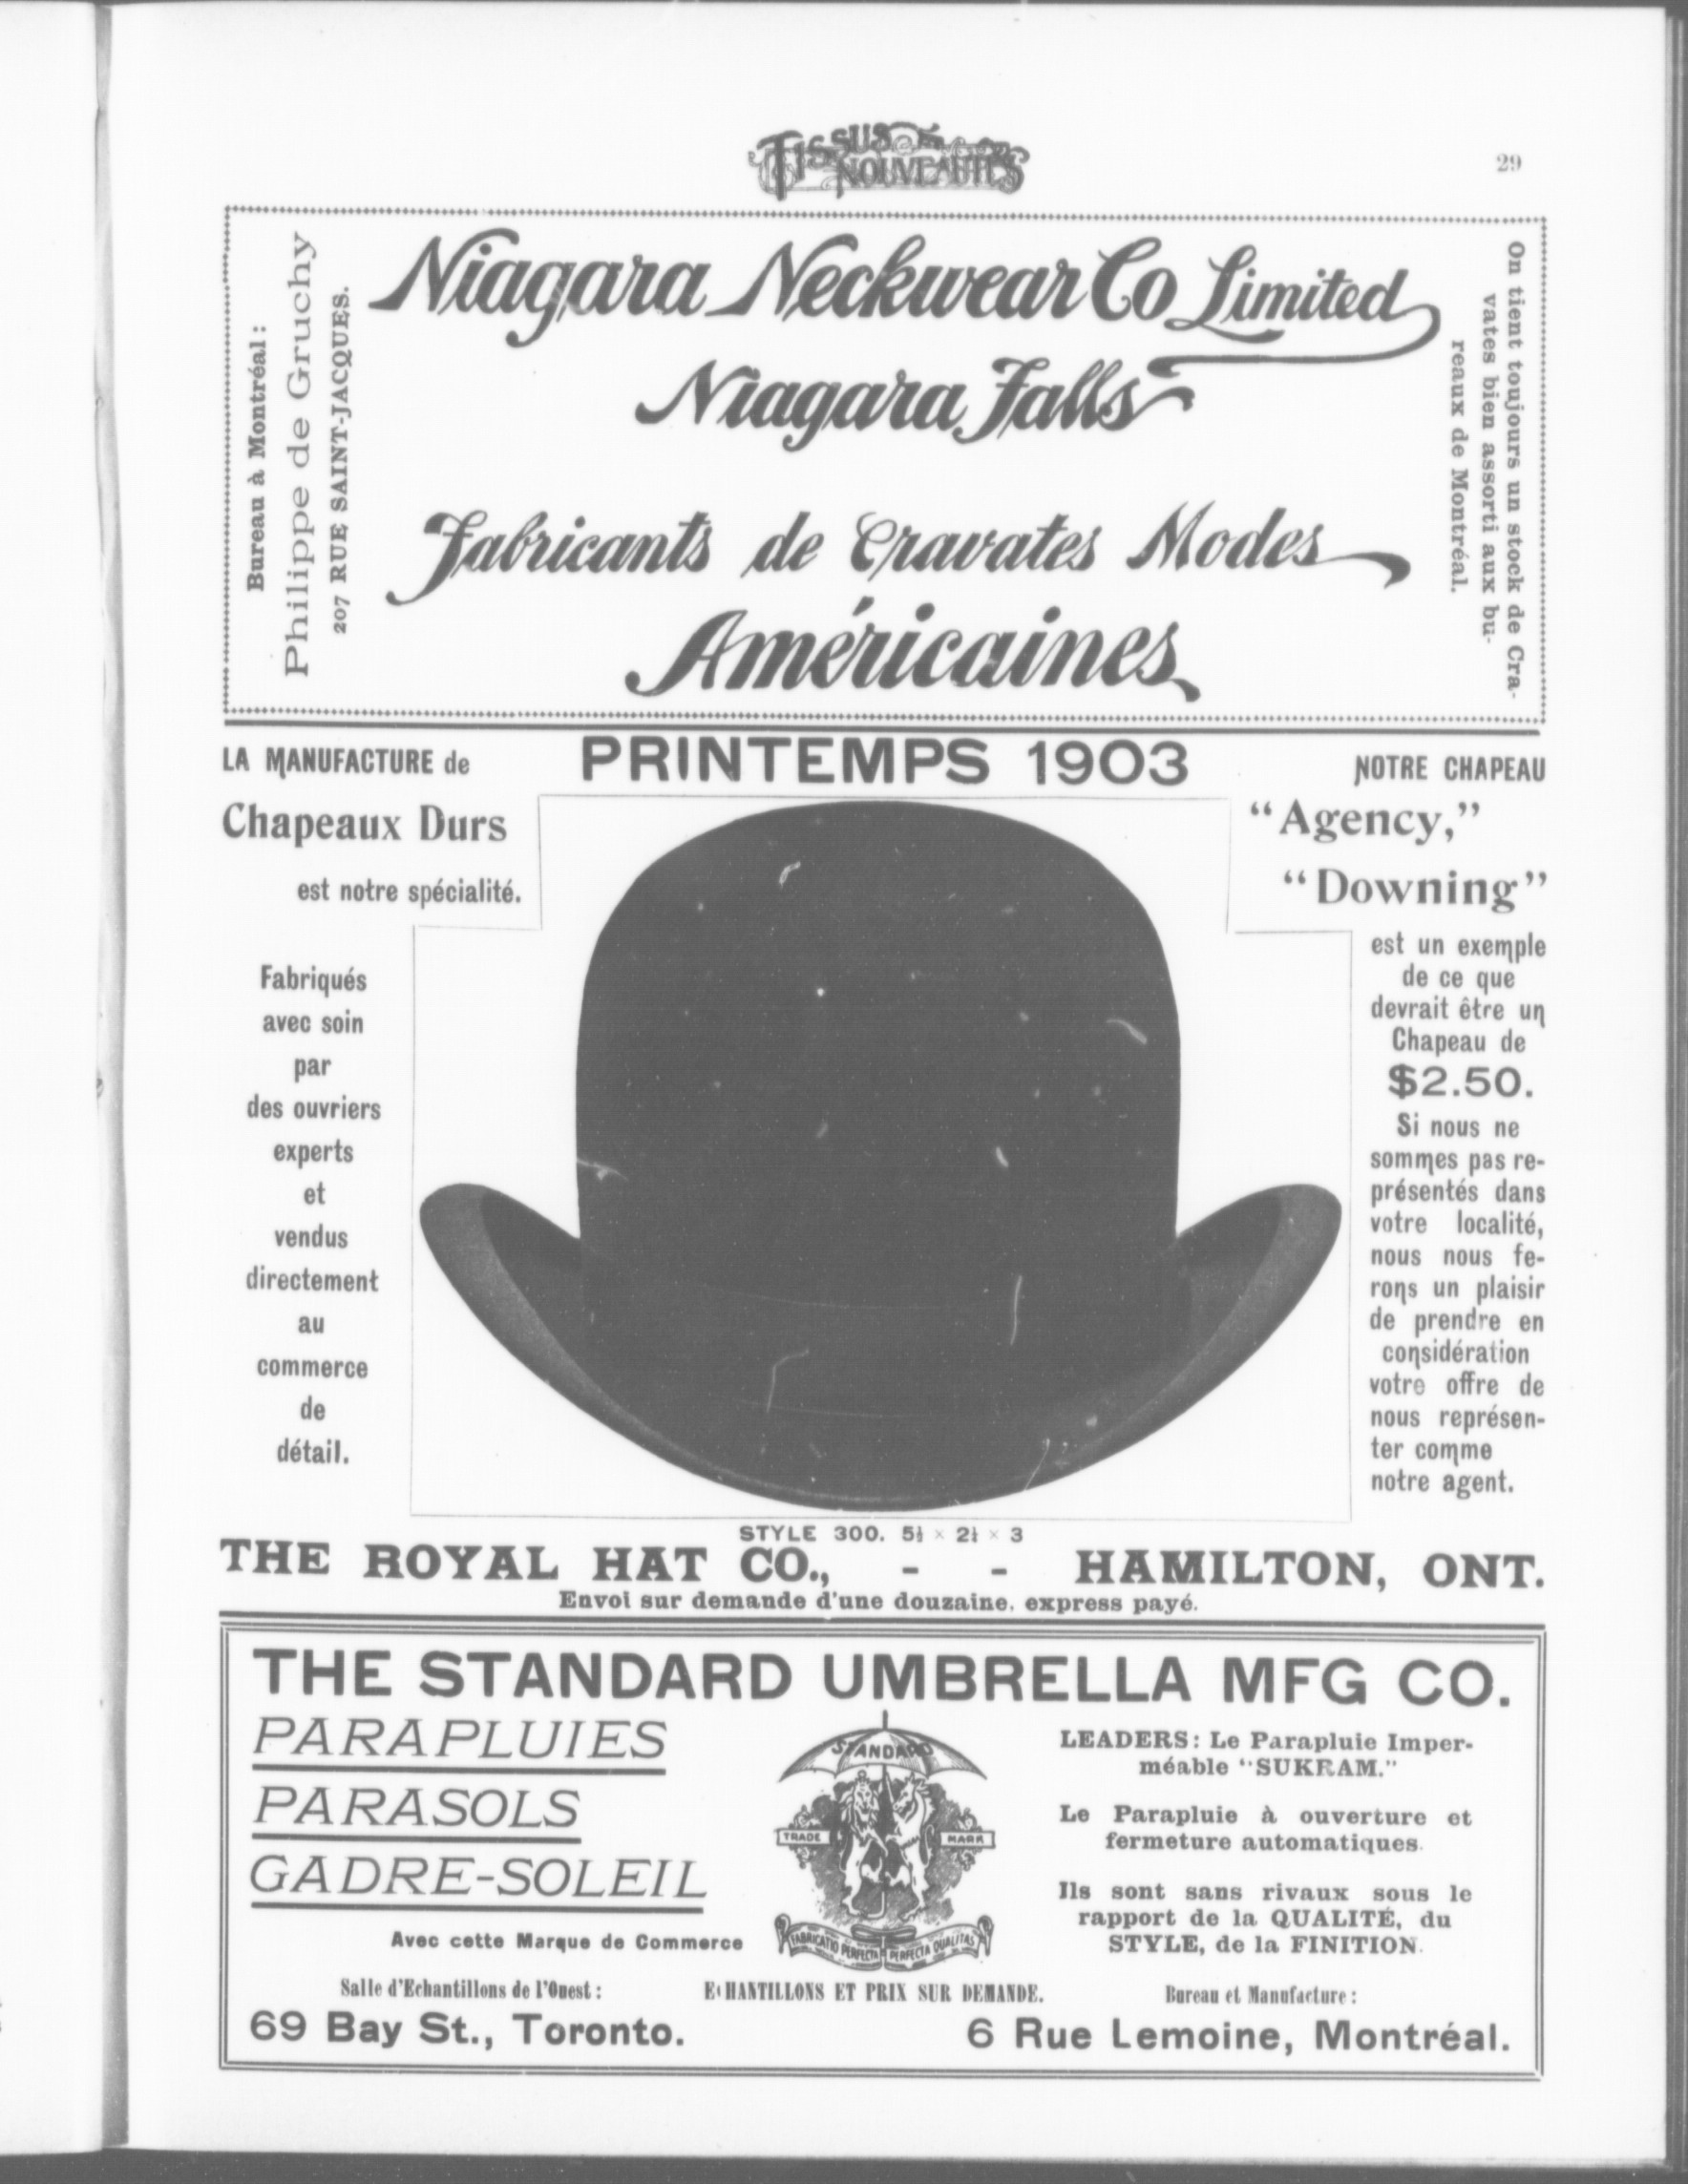 TISSUS ET NOUVEAUTÉS
29
Bureau à Montréal :
Philippe de Gruchy
207 RUE SAINT-JACQUES.
Niagara Neckwear Co Limited
Niagara Falls
Fabricants de Cravates Modes
Américaines
On tient toujours un stock de Cra-
vates bien assorti aux bu-
reaux de Montréal.
PRINTEMPS 1903
LA MANUFACTURE de
Chapeaux Durs
est notre spécialité.
Fabriqués
avec soin
par
des ouvriers
experts
et
vendus
directement
au
commerce
de
détail.
NOTRE CHAPEAU
“Agency,”
“Downing”
est un exemple
de ce que
devrait être un
Chapeau de
$2.50.
Si nous ne
sommes pas re-
présentés dans
votre localité,
nous nous fe-
rons un plaisir
de prendre en
considération
votre offre de
nous représen-
ter comme
notre agent.
STYLE 300. 5½ × 2½ × 3
THE ROYAL HAT CO., - - HAMILTON, ONT.
Envoi sur demande d'une douzaine, express payé.
THE STANDARD UMBRELLA MFG CO.
PARAPLUIES
PARASOLS
GADRE-SOLEIL
Avec cette Marque de Commerce
STANDARD
TRADE MARK
FABRICATIO PERFECTA PERFECTA QUALITAS
LEADERS: Le Parapluie Imper-
méable “SUKRAM.”
Le Parapluie à ouverture et
fermeture automatiques.
Ils sont sans rivaux sous le
rapport de la QUALITÉ, du
STYLE, de la FINITION.
Salle d'Echantillons de l'Ouest :
69 Bay St., Toronto.
ECHANTILLONS ET PRIX SUR DEMANDE.
Bureau et Manufacture :
6 Rue Lemoine, Montréal.